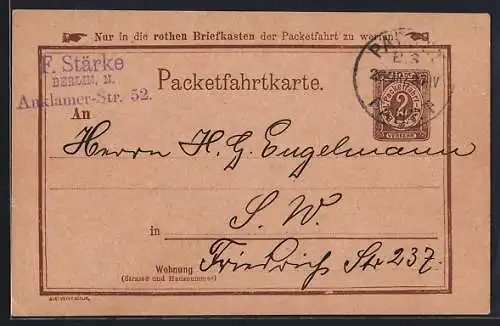 Nur in die rothen Briefkasten der Packetfahrt zu werfen!
F. Stärke
BERLIN, N.
Anklamer-Str. 52.
Packetfahrtkarte.
2
An
Herrn H. G. Engelmann
in S. W.
Wohnung Friedrich Str 237.
(Strasse und Hausnummer)